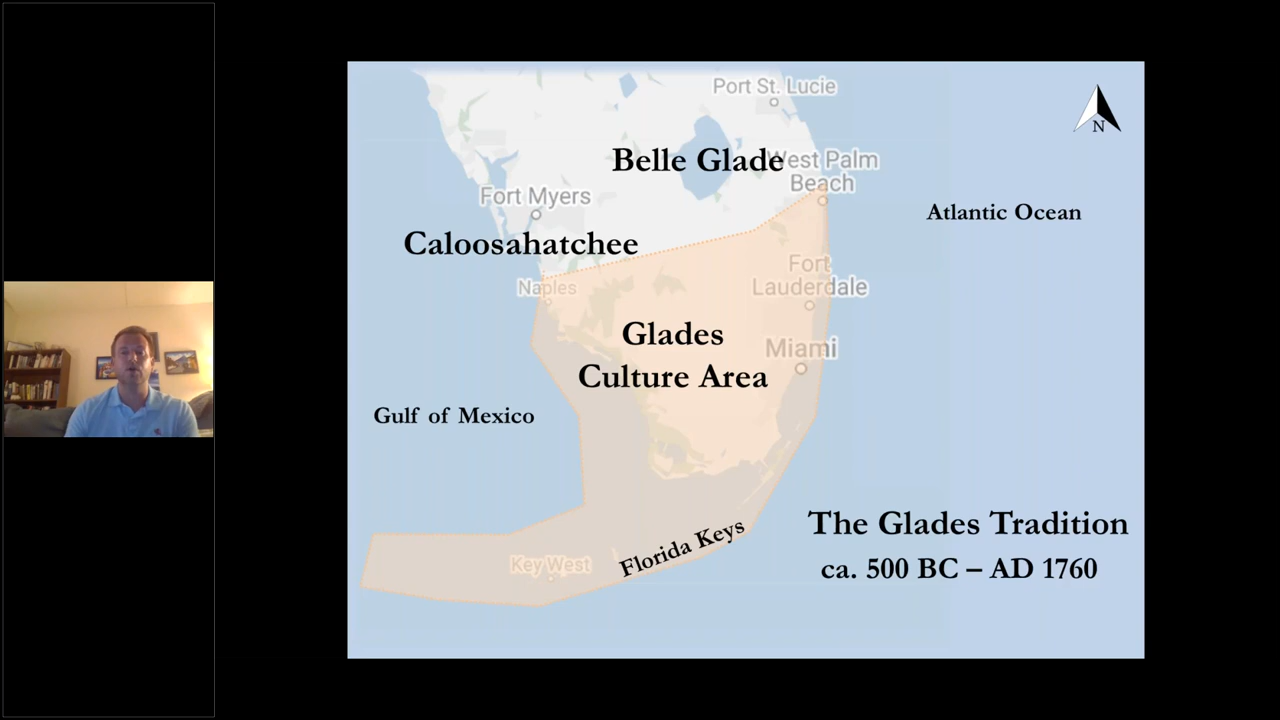 Port St. Lucie
N
Belle Glade
West Palm
Beach
Fort Myers
Atlantic Ocean
Caloosahatchee
Fort
Lauderdale
Naples
Glades
Culture Area
Miami
Gulf of Mexico
The Glades Tradition
ca. 500 BC – AD 1760
Florida Keys
Key West